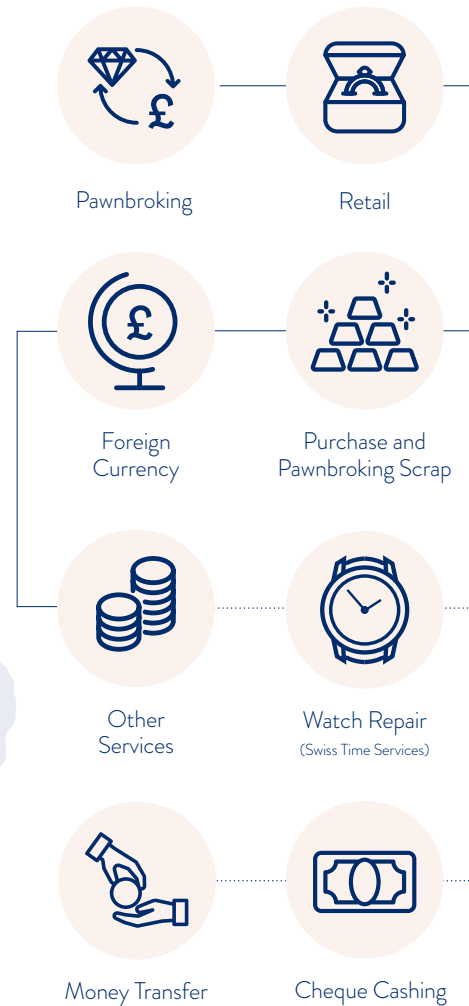 £
Pawnbroking
Retail
£
Foreign
Currency
Purchase and
Pawnbroking Scrap
Other
Services
Watch Repair
(Swiss Time Services)
Money Transfer
Cheque Cashing